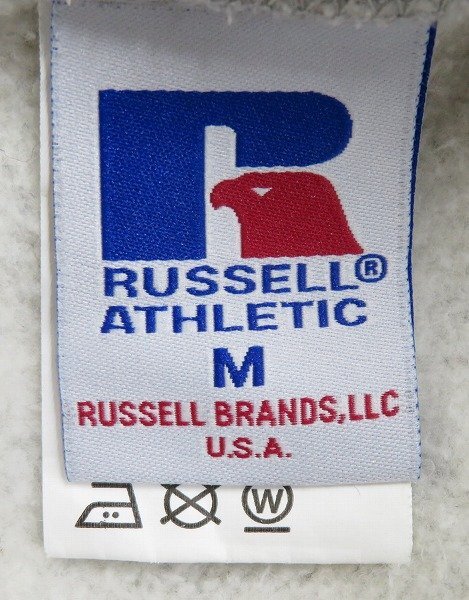 RUSSELL®
ATHLETIC
M
RUSSELL BRANDS,LLC
U.S.A.
W